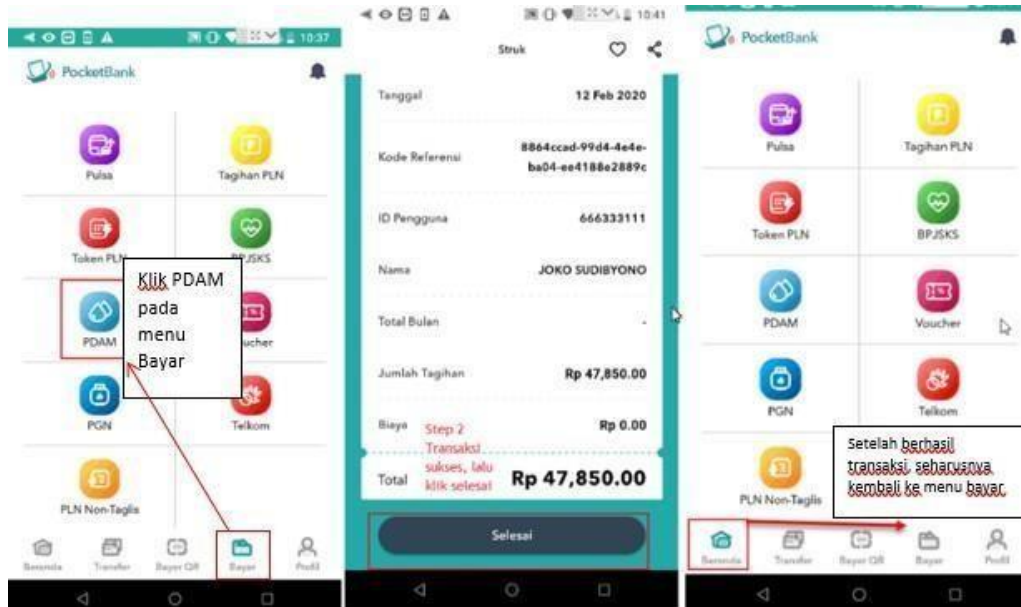 10:37
PocketBank
Pulsa
Tagihan PLN
Token PLN
BPJSKS
Klik PDAM
pada
menu
Bayar
PDAM
ucher
PGN
Telkom
PLN Non-Taglis
Beranda
Transfer
Bayar QR
Bayar
Profil
10:41
Struk
Tanggal
12 Feb 2020
Kode Referensi
8864ccad-99d4-4e4e-
ba04-ee4188e2889c
ID Pengguna
666333111
Nama
JOKO SUDIBYONO
Total Bulan
-
Jumlah Tagihan
Rp 47,850.00
Biaya
Rp 0.00
Step 2
Transaksi
sukses, lalu
klik selesai
Total
Rp 47,850.00
Selesai
PocketBank
Pulsa
Tagihan PLN
Token PLN
BPJSKS
PDAM
Voucher
PGN
Telkom
Setelah berhasil
transaksi, seharusnya
kembali ke menu bayar
PLN Non-Taglis
Beranda
Transfer
Bayar QR
Bayar
Profil